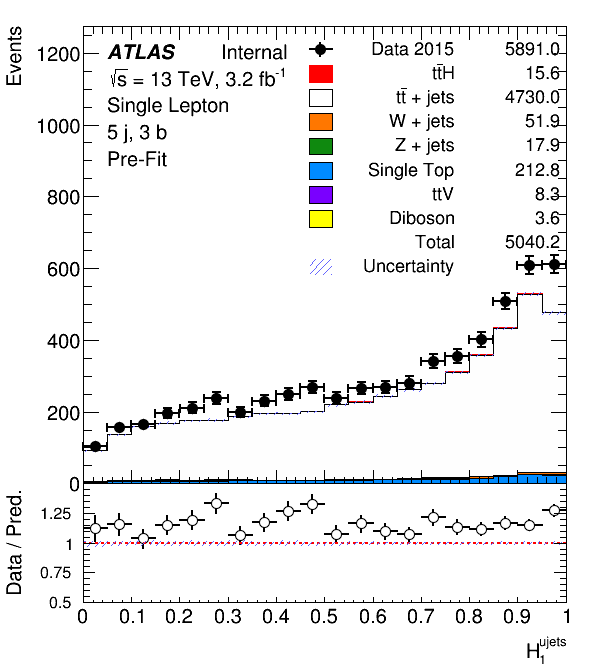 Events
1200
1000
800
600
400
200
0
ATLAS Internal
√s = 13 TeV, 3.2 fb⁻¹
Single Lepton
5 j, 3 b
Pre-Fit
Data 2015 5891.0
tt̄H 15.6
tt̄ + jets 4730.0
W + jets 51.9
Z + jets 17.9
Single Top 212.8
ttV 8.3
Diboson 3.6
Total 5040.2
Uncertainty
Data / Pred.
1.25
1
0.75
0.5
0 0.1 0.2 0.3 0.4 0.5 0.6 0.7 0.8 0.9 1
H₁ᵘʲᵉᵗˢ